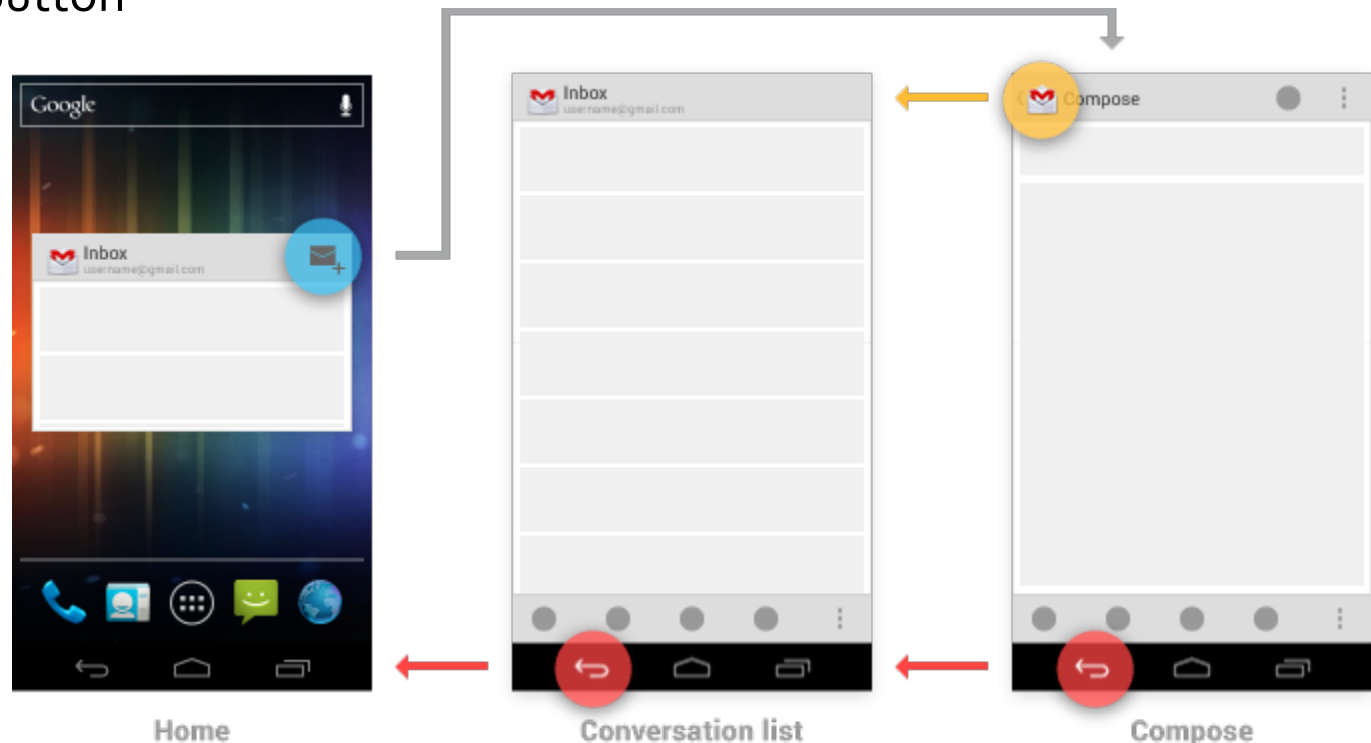 button
Google
Inbox
username@gmail.com
Inbox
username@gmail.com
Compose
Home
Conversation list
Compose